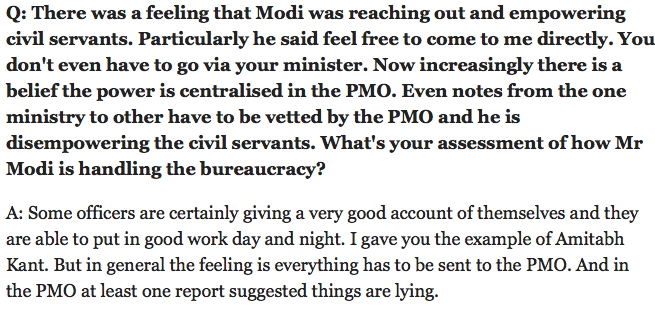 Q: There was a feeling that Modi was reaching out and empowering
civil servants. Particularly he said feel free to come to me directly. You
don't even have to go via your minister. Now increasingly there is a
belief the power is centralised in the PMO. Even notes from the one
ministry to other have to be vetted by the PMO and he is
disempowering the civil servants. What's your assessment of how Mr
Modi is handling the bureaucracy?
A: Some officers are certainly giving a very good account of themselves and they
are able to put in good work day and night. I gave you the example of Amitabh
Kant. But in general the feeling is everything has to be sent to the PMO. And in
the PMO at least one report suggested things are lying.